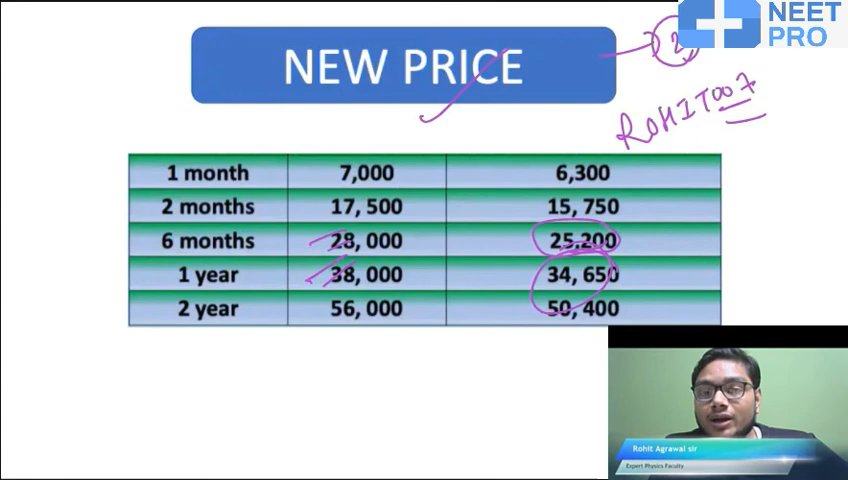 NEET
PRO
NEW PRICE
2
ROHIT007
1 month 7,000 6,300
2 months 17, 500 15, 750
6 months 28, 000 25,200
1 year 38, 000 34, 650
2 year 56, 000 50, 400
Rohit Agrawal sir
Expert Physics Faculty